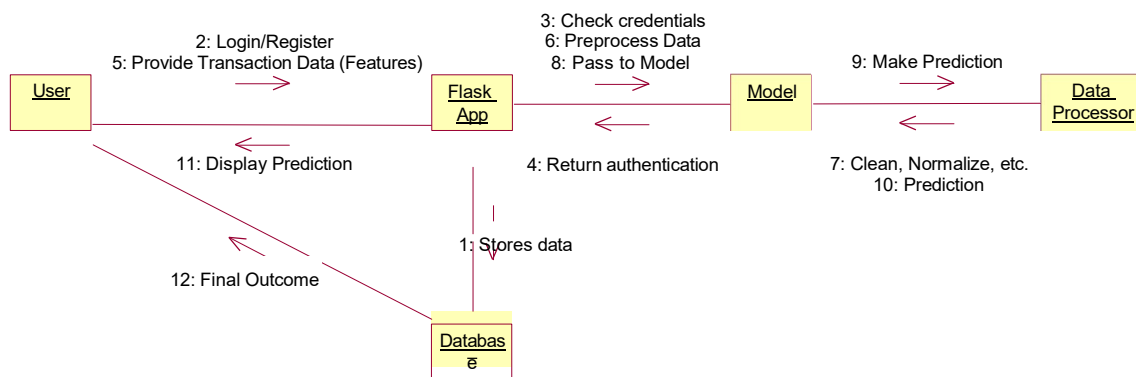 3: Check credentials
2: Login/Register
6: Preprocess Data
5: Provide Transaction Data (Features)
8: Pass to Model
9: Make Prediction
User
Flask
App
Model
Data
Processor
11: Display Prediction
4: Return authentication
7: Clean, Normalize, etc.
10: Prediction
1: Stores data
12: Final Outcome
Databas
e